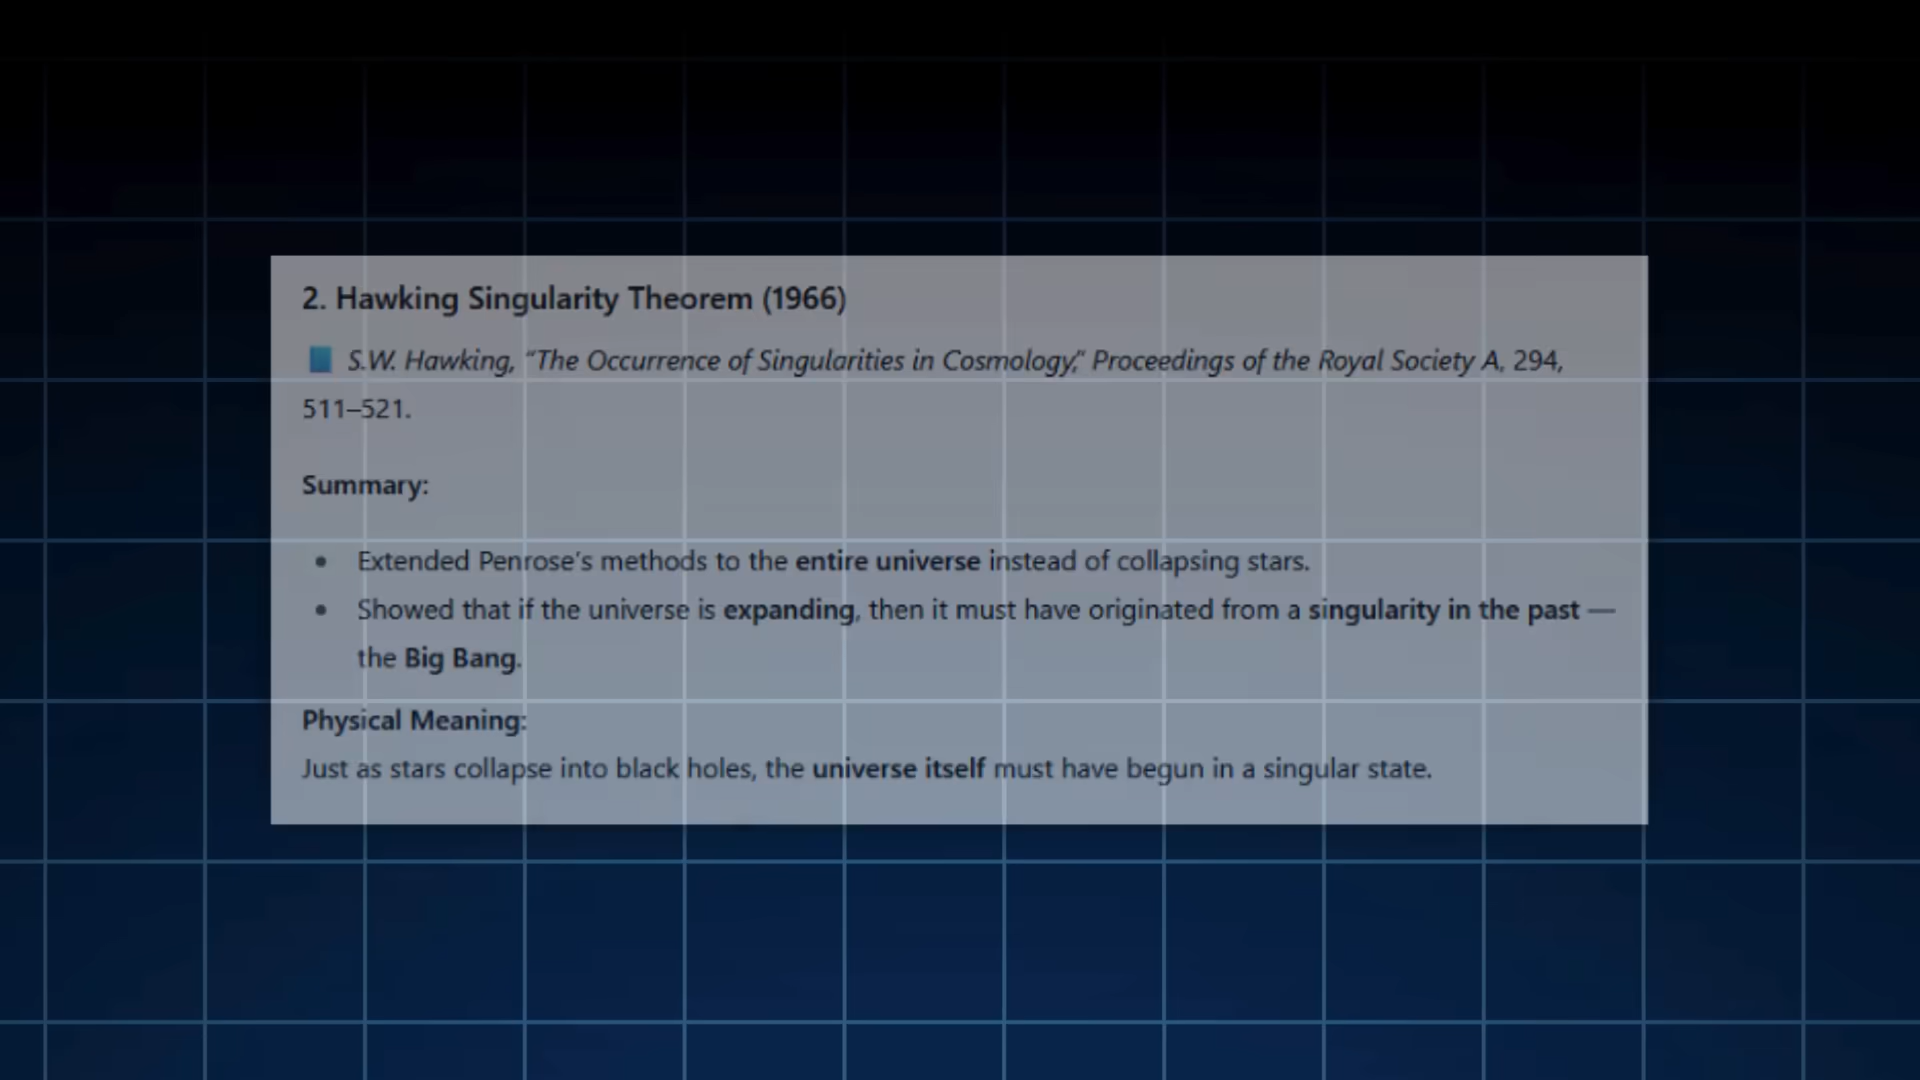 2. Hawking Singularity Theorem (1966)
S.W. Hawking, “The Occurrence of Singularities in Cosmology,” Proceedings of the Royal Society A, 294,
511–521.
Summary:
• Extended Penrose’s methods to the entire universe instead of collapsing stars.
• Showed that if the universe is expanding, then it must have originated from a singularity in the past —
the Big Bang.
Physical Meaning:
Just as stars collapse into black holes, the universe itself must have begun in a singular state.